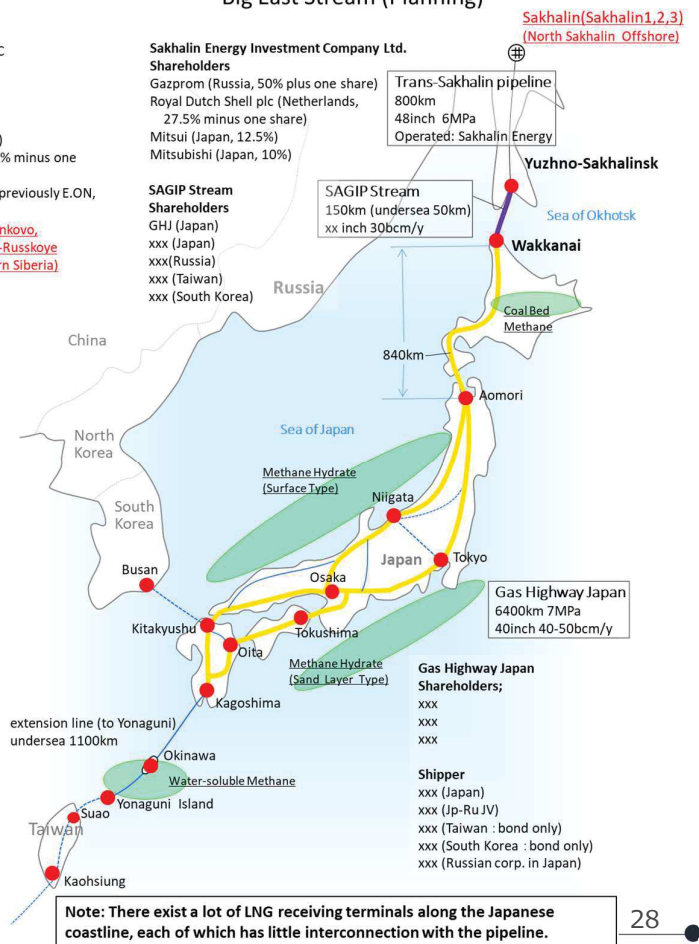 Big East Stream (Planning)
Sakhalin(Sakhalin1,2,3)
(North Sakhalin Offshore)
C
)
% minus one
previously E.ON,
nkovo,
-Russkoye
rn Siberia)
Sakhalin Energy Investment Company Ltd.
Shareholders
Gazprom (Russia, 50% plus one share)
Royal Dutch Shell plc (Netherlands,
27.5% minus one share)
Mitsui (Japan, 12.5%)
Mitsubishi (Japan, 10%)
SAGIP Stream
Shareholders
GHJ (Japan)
xxx (Japan)
xxx(Russia)
xxx (Taiwan)
xxx (South Korea)
Trans-Sakhalin pipeline
800km
48inch 6MPa
Operated: Sakhalin Energy
Yuzhno-Sakhalinsk
SAGIP Stream
150km (undersea 50km)
xx inch 30bcm/y
Sea of Okhotsk
Wakkanai
Russia
Coal Bed
Methane
China
840km
Aomori
North
Korea
Sea of Japan
Methane Hydrate
(Surface Type)
Niigata
South
Korea
Japan
Tokyo
Busan
Osaka
Gas Highway Japan
6400km 7MPa
40inch 40-50bcm/y
Kitakyushu
Tokushima
Oita
Methane Hydrate
(Sand Layer Type)
Kagoshima
Gas Highway Japan
Shareholders;
xxx
xxx
xxx
extension line (to Yonaguni)
undersea 1100km
Okinawa
Water-soluble Methane
Yonaguni Island
Shipper
xxx (Japan)
xxx (Jp-Ru JV)
xxx (Taiwan : bond only)
xxx (South Korea : bond only)
xxx (Russian corp. in Japan)
Suao
Taiwan
Kaohsiung
Note: There exist a lot of LNG receiving terminals along the Japanese
coastline, each of which has little interconnection with the pipeline.
28